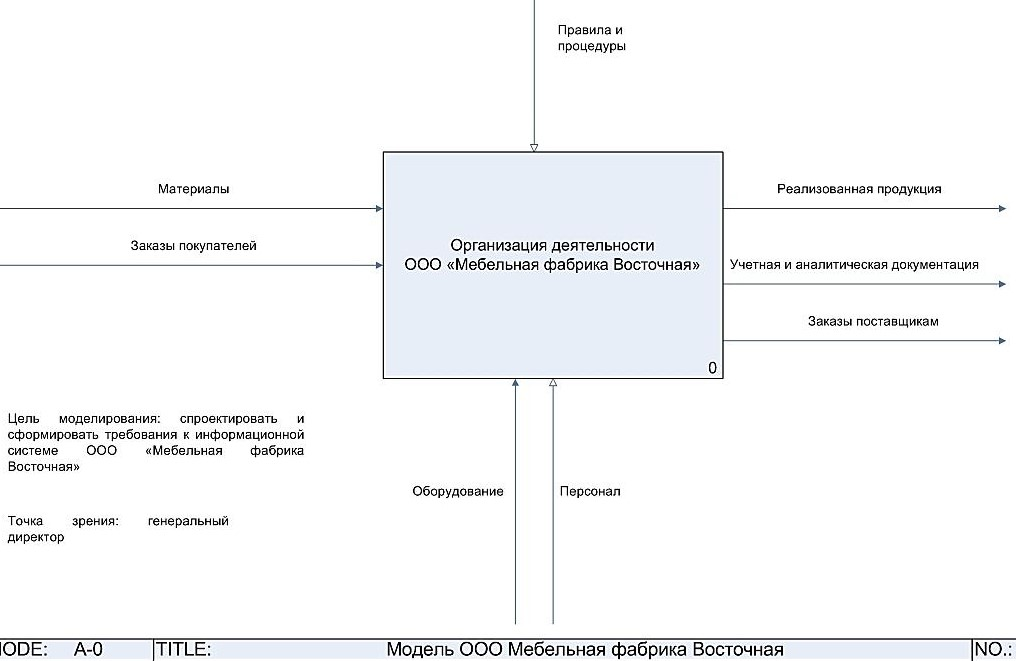 Правила и
процедуры
Материалы
Реализованная продукция
Заказы покупателей
Организация деятельности
ООО «Мебельная фабрика Восточная»
Учетная и аналитическая документация
Заказы поставщикам
0
Цель моделирования: спроектировать и
сформировать требования к информационной
системе ООО «Мебельная фабрика
Восточная»
Оборудование
Персонал
Точка зрения: генеральный
директор
ODE: A-0 TITLE: Модель ООО Мебельная фабрика Восточная NO.: